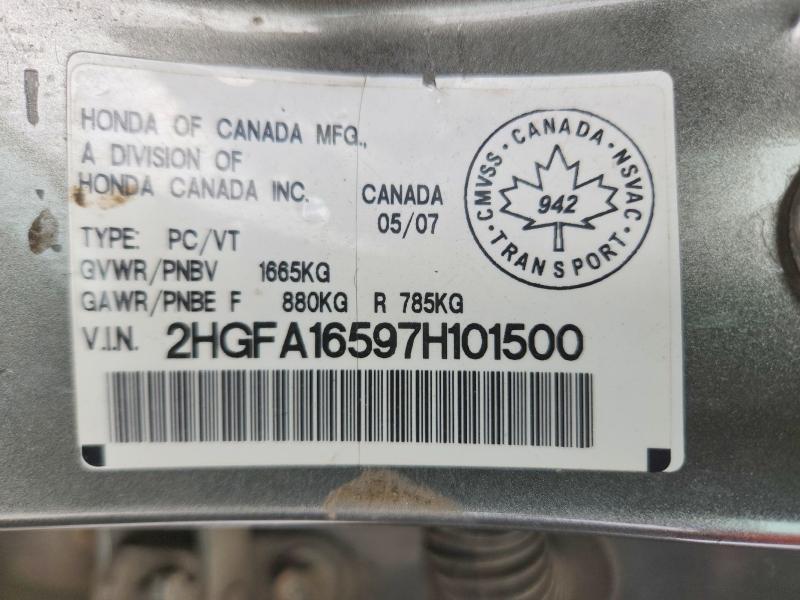 HONDA OF CANADA MFG.,
A DIVISION OF
HONDA CANADA INC.
CANADA
05/07
CMVSS · CANADA · NSVAC
942
· TRANSPORT ·
TYPE: PC/VT
GVWR/PNBV 1665KG
GAWR/PNBE F 880KG R 785KG
V.I.N. 2HGFA16597H101500